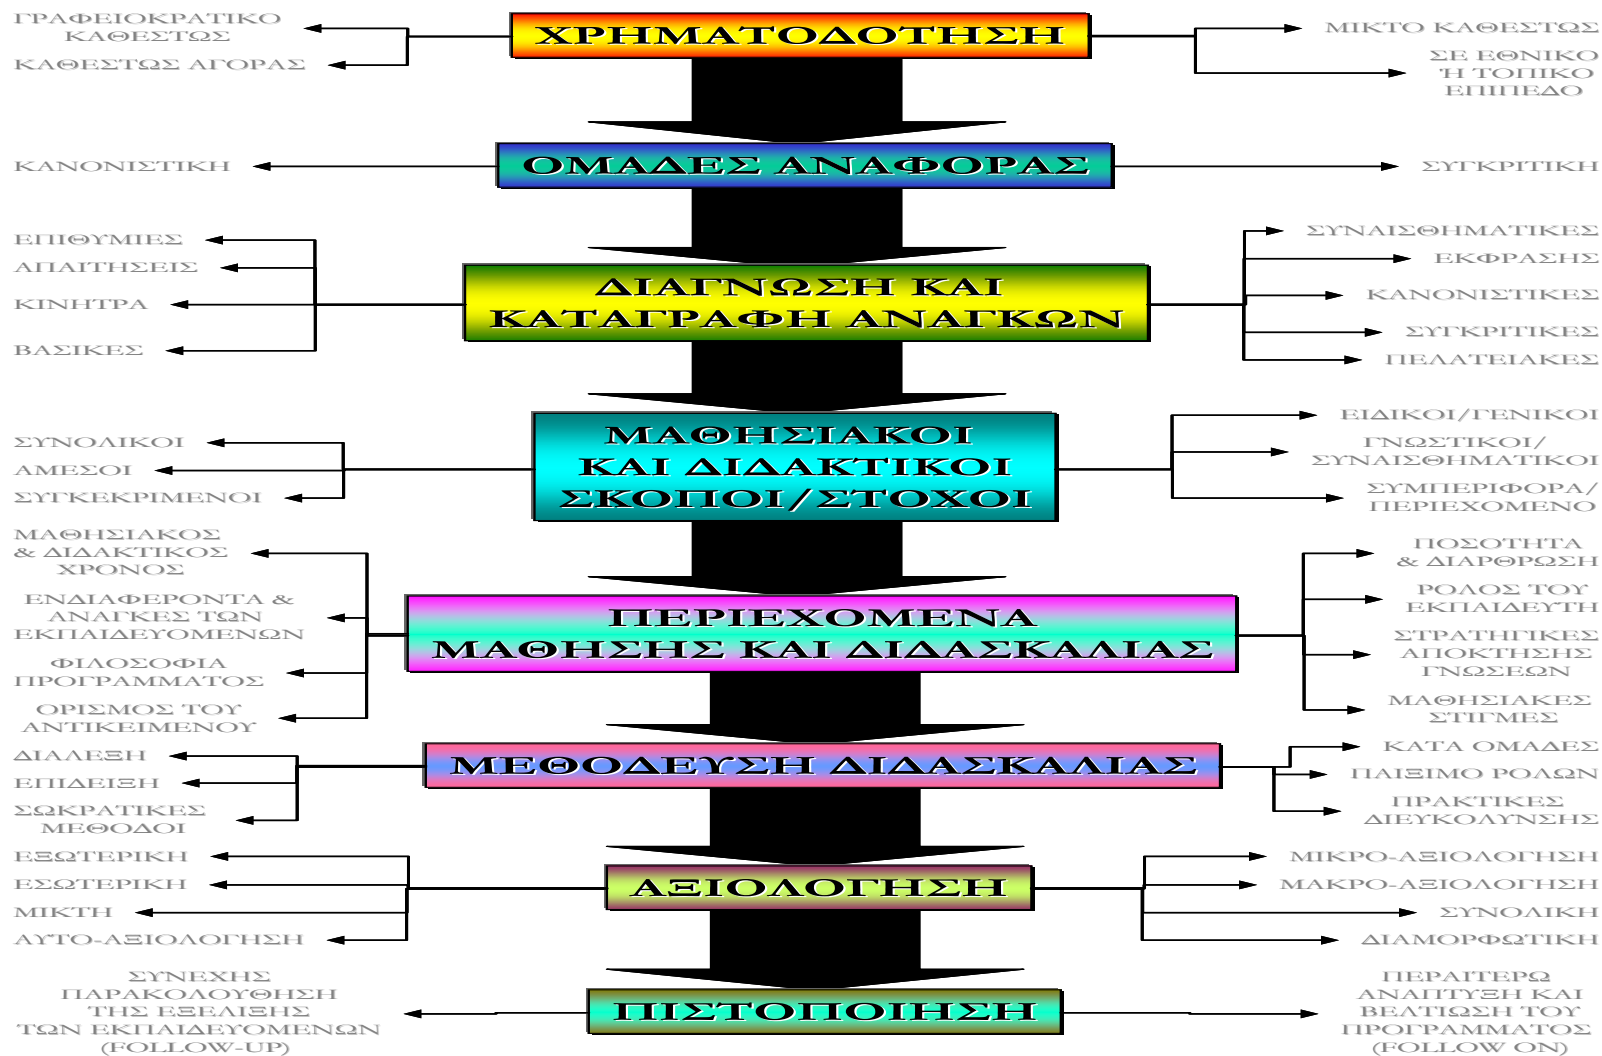 ΓΡΑΦΕΙΟΚΡΑΤΙΚΟ
ΚΑΘΕΣΤΩΣ
ΚΑΘΕΣΤΩΣ ΑΓΟΡΑΣ
ΧΡΗΜΑΤΟΔΟΤΗΣΗ
ΜΙΚΤΟ ΚΑΘΕΣΤΩΣ
ΣΕ ΕΘΝΙΚΟ
Ή ΤΟΠΙΚΟ
ΕΠΙΠΕΔΟ
ΚΑΝΟΝΙΣΤΙΚΗ
ΟΜΑΔΕΣ ΑΝΑΦΟΡΑΣ
ΣΥΓΚΡΙΤΙΚΗ
ΕΠΙΘΥΜΙΕΣ
ΑΠΑΙΤΗΣΕΙΣ
ΚΙΝΗΤΡΑ
ΒΑΣΙΚΕΣ
ΔΙΑΓΝΩΣΗ ΚΑΙ
ΚΑΤΑΓΡΑΦΗ ΑΝΑΓΚΩΝ
ΣΥΝΑΙΣΘΗΜΑΤΙΚΕΣ
ΕΚΦΡΑΣΗΣ
ΚΑΝΟΝΙΣΤΙΚΕΣ
ΣΥΓΚΡΙΤΙΚΕΣ
ΠΕΛΑΤΕΙΑΚΕΣ
ΣΥΝΟΛΙΚΟΙ
ΑΜΕΣΟΙ
ΣΥΓΚΕΚΡΙΜΕΝΟΙ
ΜΑΘΗΣΙΑΚΟΙ
ΚΑΙ ΔΙΔΑΚΤΙΚΟΙ
ΣΚΟΠΟΙ/ΣΤΟΧΟΙ
ΕΙΔΙΚΟΙ/ΓΕΝΙΚΟΙ
ΓΝΩΣΤΙΚΟΙ/
ΣΥΝΑΙΣΘΗΜΑΤΙΚΟΙ
ΣΥΜΠΕΡΙΦΟΡΑ/
ΠΕΡΙΕΧΟΜΕΝΟ
ΜΑΘΗΣΙΑΚΟΣ
& ΔΙΔΑΚΤΙΚΟΣ
ΧΡΟΝΟΣ
ΕΝΔΙΑΦΕΡΟΝΤΑ &
ΑΝΑΓΚΕΣ ΤΩΝ
ΕΚΠΑΙΔΕΥΟΜΕΝΩΝ
ΦΙΛΟΣΟΦΙΑ
ΠΡΟΓΡΑΜΜΑΤΟΣ
ΟΡΙΣΜΟΣ ΤΟΥ
ΑΝΤΙΚΕΙΜΕΝΟΥ
ΠΕΡΙΕΧΟΜΕΝΑ
ΜΑΘΗΣΗΣ ΚΑΙ ΔΙΔΑΣΚΑΛΙΑΣ
ΠΟΣΟΤΗΤΑ
& ΔΙΑΡΘΡΩΣΗ
ΡΟΛΟΣ ΤΟΥ
ΕΚΠΑΙΔΕΥΤΗ
ΣΤΡΑΤΗΓΙΚΕΣ
ΑΠΟΚΤΗΣΗΣ
ΓΝΩΣΕΩΝ
ΜΑΘΗΣΙΑΚΕΣ
ΣΤΙΓΜΕΣ
ΔΙΑΛΕΞΗ
ΕΠΙΔΕΙΞΗ
ΣΩΚΡΑΤΙΚΕΣ
ΜΕΘΟΔΟΙ
ΜΕΘΟΔΕΥΣΗ ΔΙΔΑΣΚΑΛΙΑΣ
ΚΑΤΑ ΟΜΑΔΕΣ
ΠΑΙΞΙΜΟ ΡΟΛΩΝ
ΠΡΑΚΤΙΚΕΣ
ΔΙΕΥΚΟΛΥΝΣΗΣ
ΕΞΩΤΕΡΙΚΗ
ΕΣΩΤΕΡΙΚΗ
ΜΙΚΤΗ
ΑΥΤΟ-ΑΞΙΟΛΟΓΗΣΗ
ΑΞΙΟΛΟΓΗΣΗ
ΜΙΚΡΟ-ΑΞΙΟΛΟΓΗΣΗ
ΜΑΚΡΟ-ΑΞΙΟΛΟΓΗΣΗ
ΣΥΝΟΛΙΚΗ
ΔΙΑΜΟΡΦΩΤΙΚΗ
ΣΥΝΕΧΗΣ
ΠΑΡΑΚΟΛΟΥΘΗΣΗ
ΤΗΣ ΕΞΕΛΙΞΗΣ
ΤΩΝ ΕΚΠΑΙΔΕΥΟΜΕΝΩΝ
(FOLLOW-UP)
ΠΙΣΤΟΠΟΙΗΣΗ
ΠΕΡΑΙΤΕΡΩ
ΑΝΑΠΤΥΞΗ ΚΑΙ
ΒΕΛΤΙΩΣΗ ΤΟΥ
ΠΡΟΓΡΑΜΜΑΤΟΣ
(FOLLOW ON)